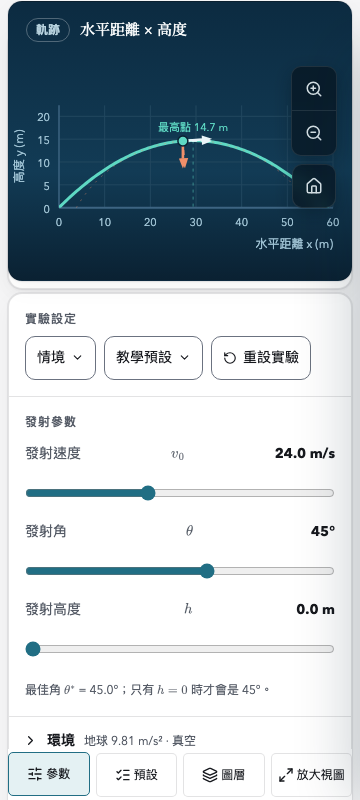 軌跡 水平距離 × 高度
最高點 14.7 m
高度 y (m)
20
15
10
5
0
0 10 20 30 40 50 60
水平距離 x (m)
實驗設定
情境 教學預設 重設實驗
發射參數
發射速度 v₀ 24.0 m/s
發射角 θ 45°
發射高度 h 0.0 m
最佳角 θ* = 45.0°；只有 h = 0 時才會是 45°。
環境 地球 9.81 m/s² · 真空
參數 預設 圖層 放大視圖